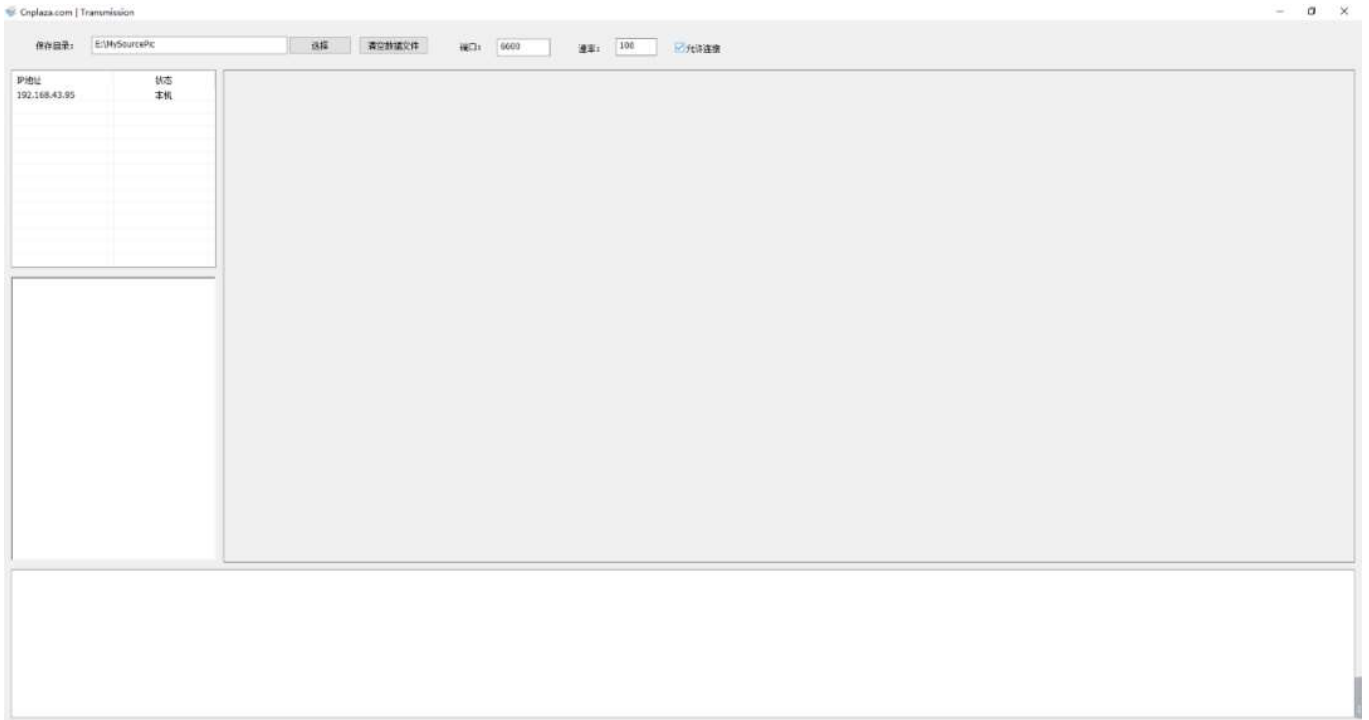 Cnplaza.com | Transmission
保存目录: E:\MySourcePic 选择 清空数据文件 端口: 6600 速率: 100 允许连接
IP地址 状态
192.168.43.95 本机